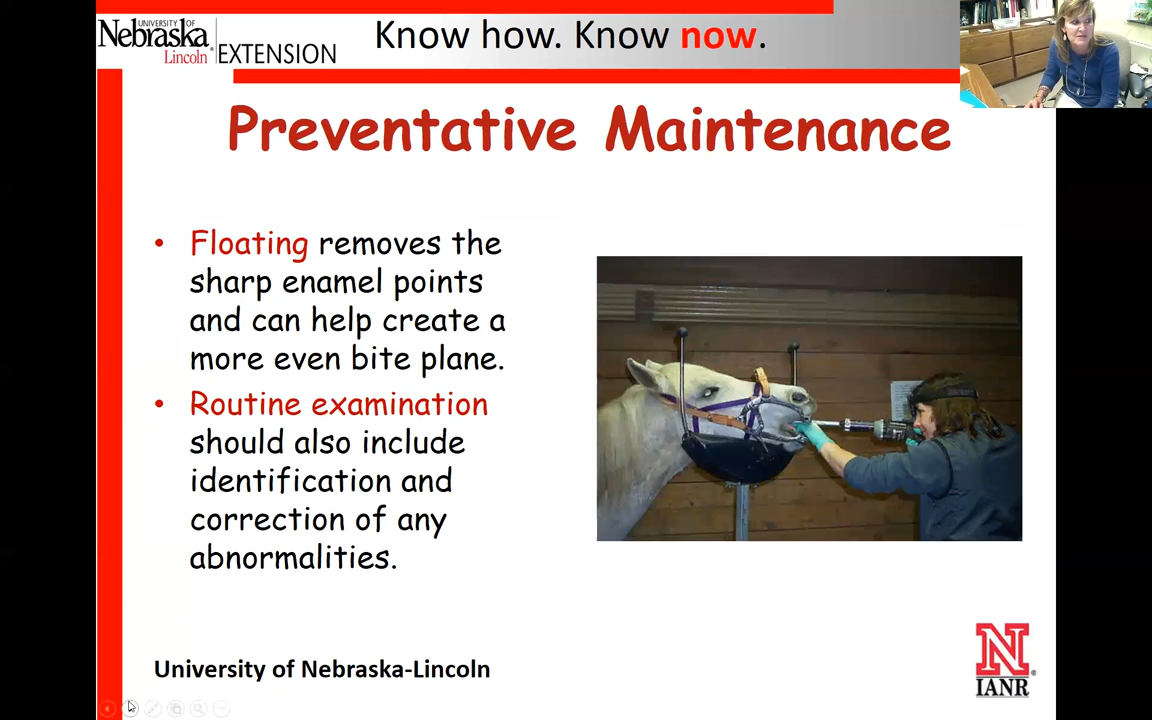 UNIVERSITY OF
Nebraska
Lincoln
EXTENSION
Know how. Know now.
Preventative Maintenance
• Floating removes the
sharp enamel points
and can help create a
more even bite plane.
• Routine examination
should also include
identification and
correction of any
abnormalities.
University of Nebraska-Lincoln
N
IANR